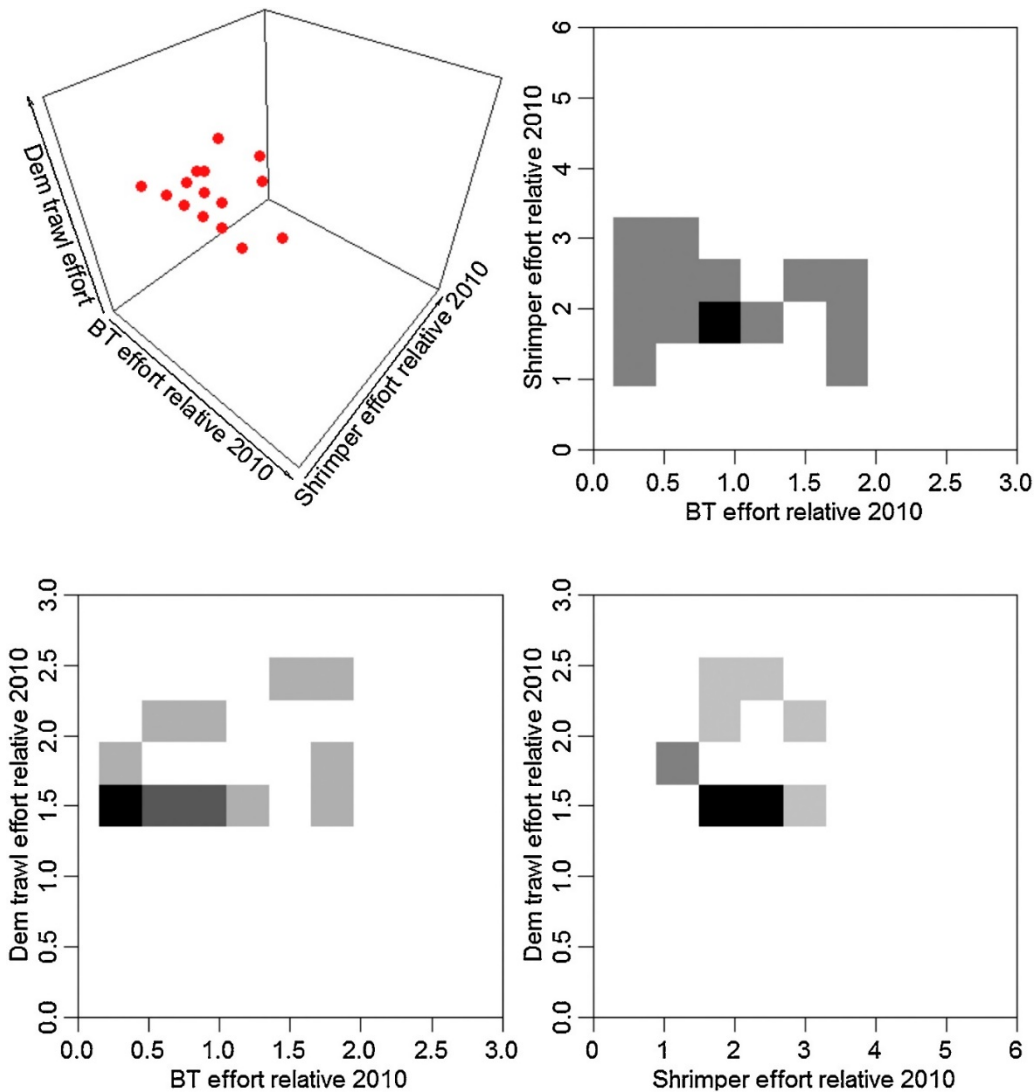 Dem trawl effort
BT effort relative 2010
Shrimper effort relative 2010
Shrimper effort relative 2010
6
5
4
3
2
1
0
0.0 0.5 1.0 1.5 2.0 2.5 3.0
BT effort relative 2010
Dem trawl effort relative 2010
3.0
2.5
2.0
1.5
1.0
0.5
0.0
0.0 0.5 1.0 1.5 2.0 2.5 3.0
BT effort relative 2010
Dem trawl effort relative 2010
3.0
2.5
2.0
1.5
1.0
0.5
0.0
0 1 2 3 4 5 6
Shrimper effort relative 2010